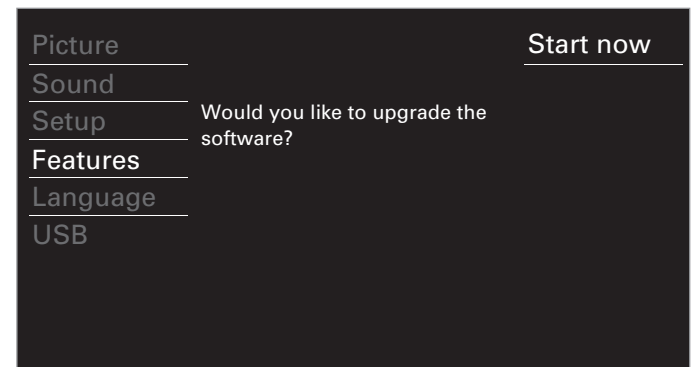 Picture
Sound
Setup
Features
Language
USB
Would you like to upgrade the
software?
Start now